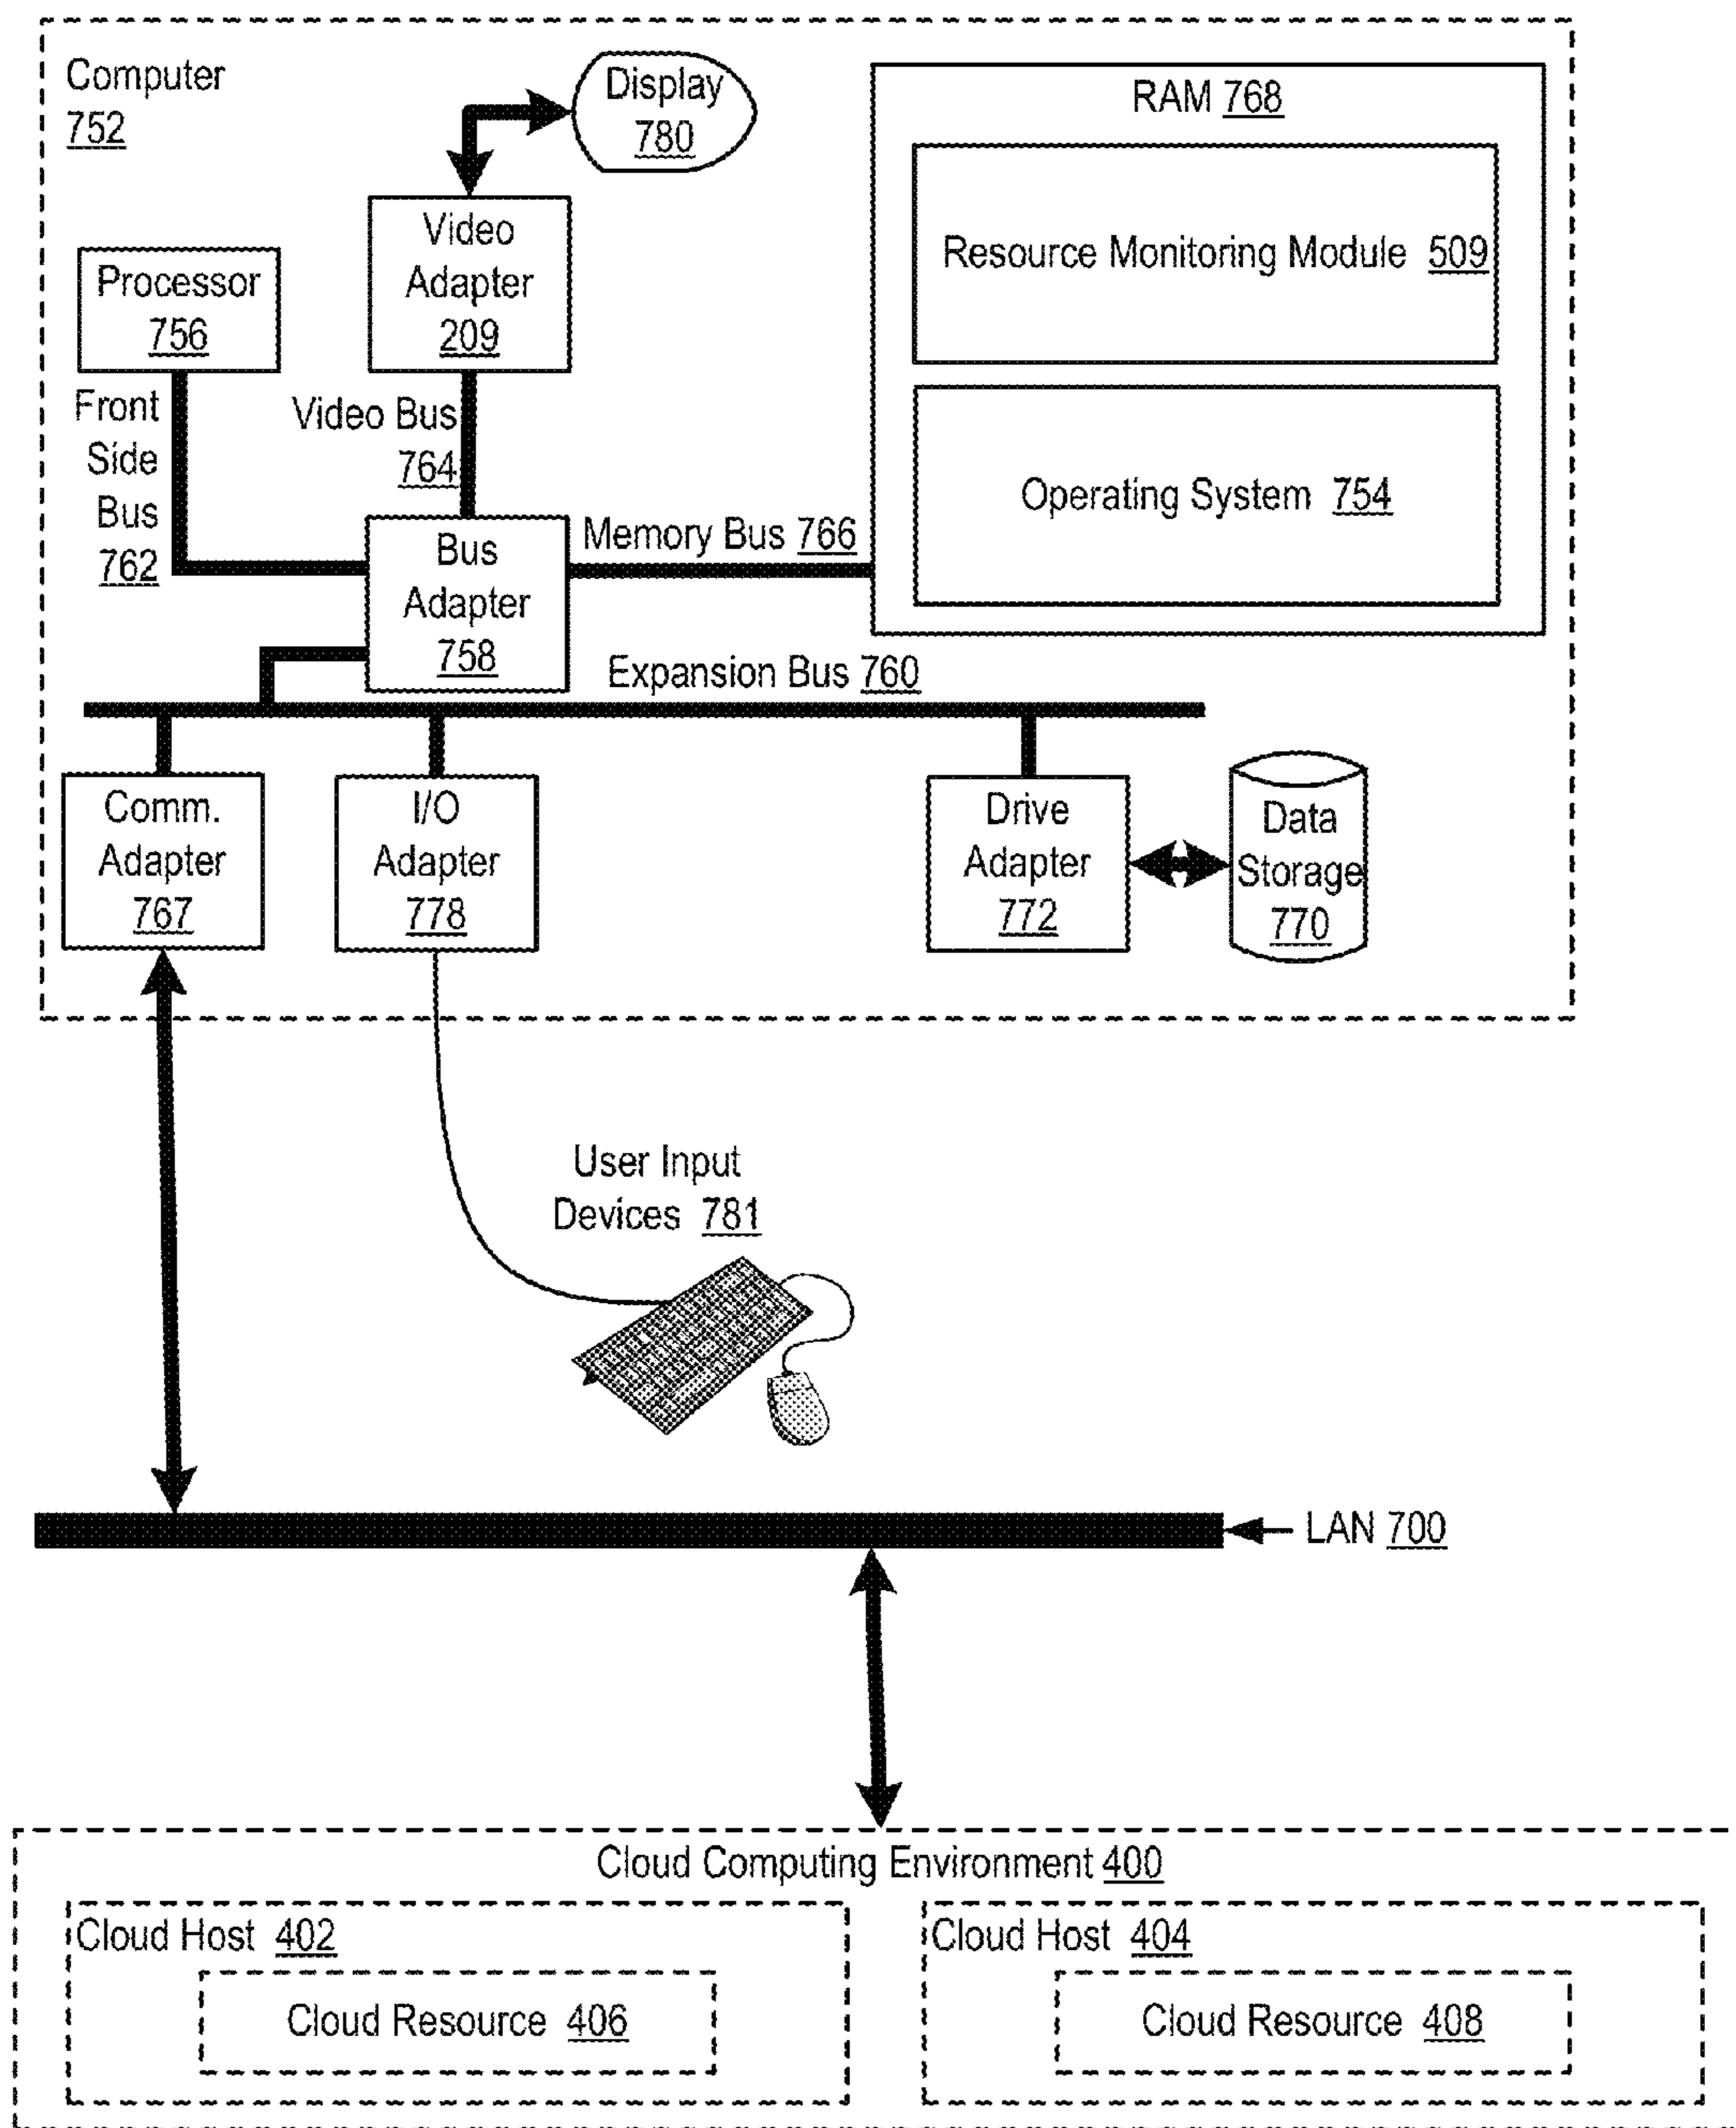 Computer
752
Display
780
RAM 768
Resource Monitoring Module 509
Operating System 754
Video
Adapter
209
Processor
756
Front
Side
Bus
762
Video Bus
764
Bus
Adapter
758
Memory Bus 766
Expansion Bus 760
Comm.
Adapter
767
I/O
Adapter
778
Drive
Adapter
772
Data
Storage
770
User Input
Devices 781
LAN 700
Cloud Computing Environment 400
Cloud Host 402
Cloud Resource 406
Cloud Host 404
Cloud Resource 408